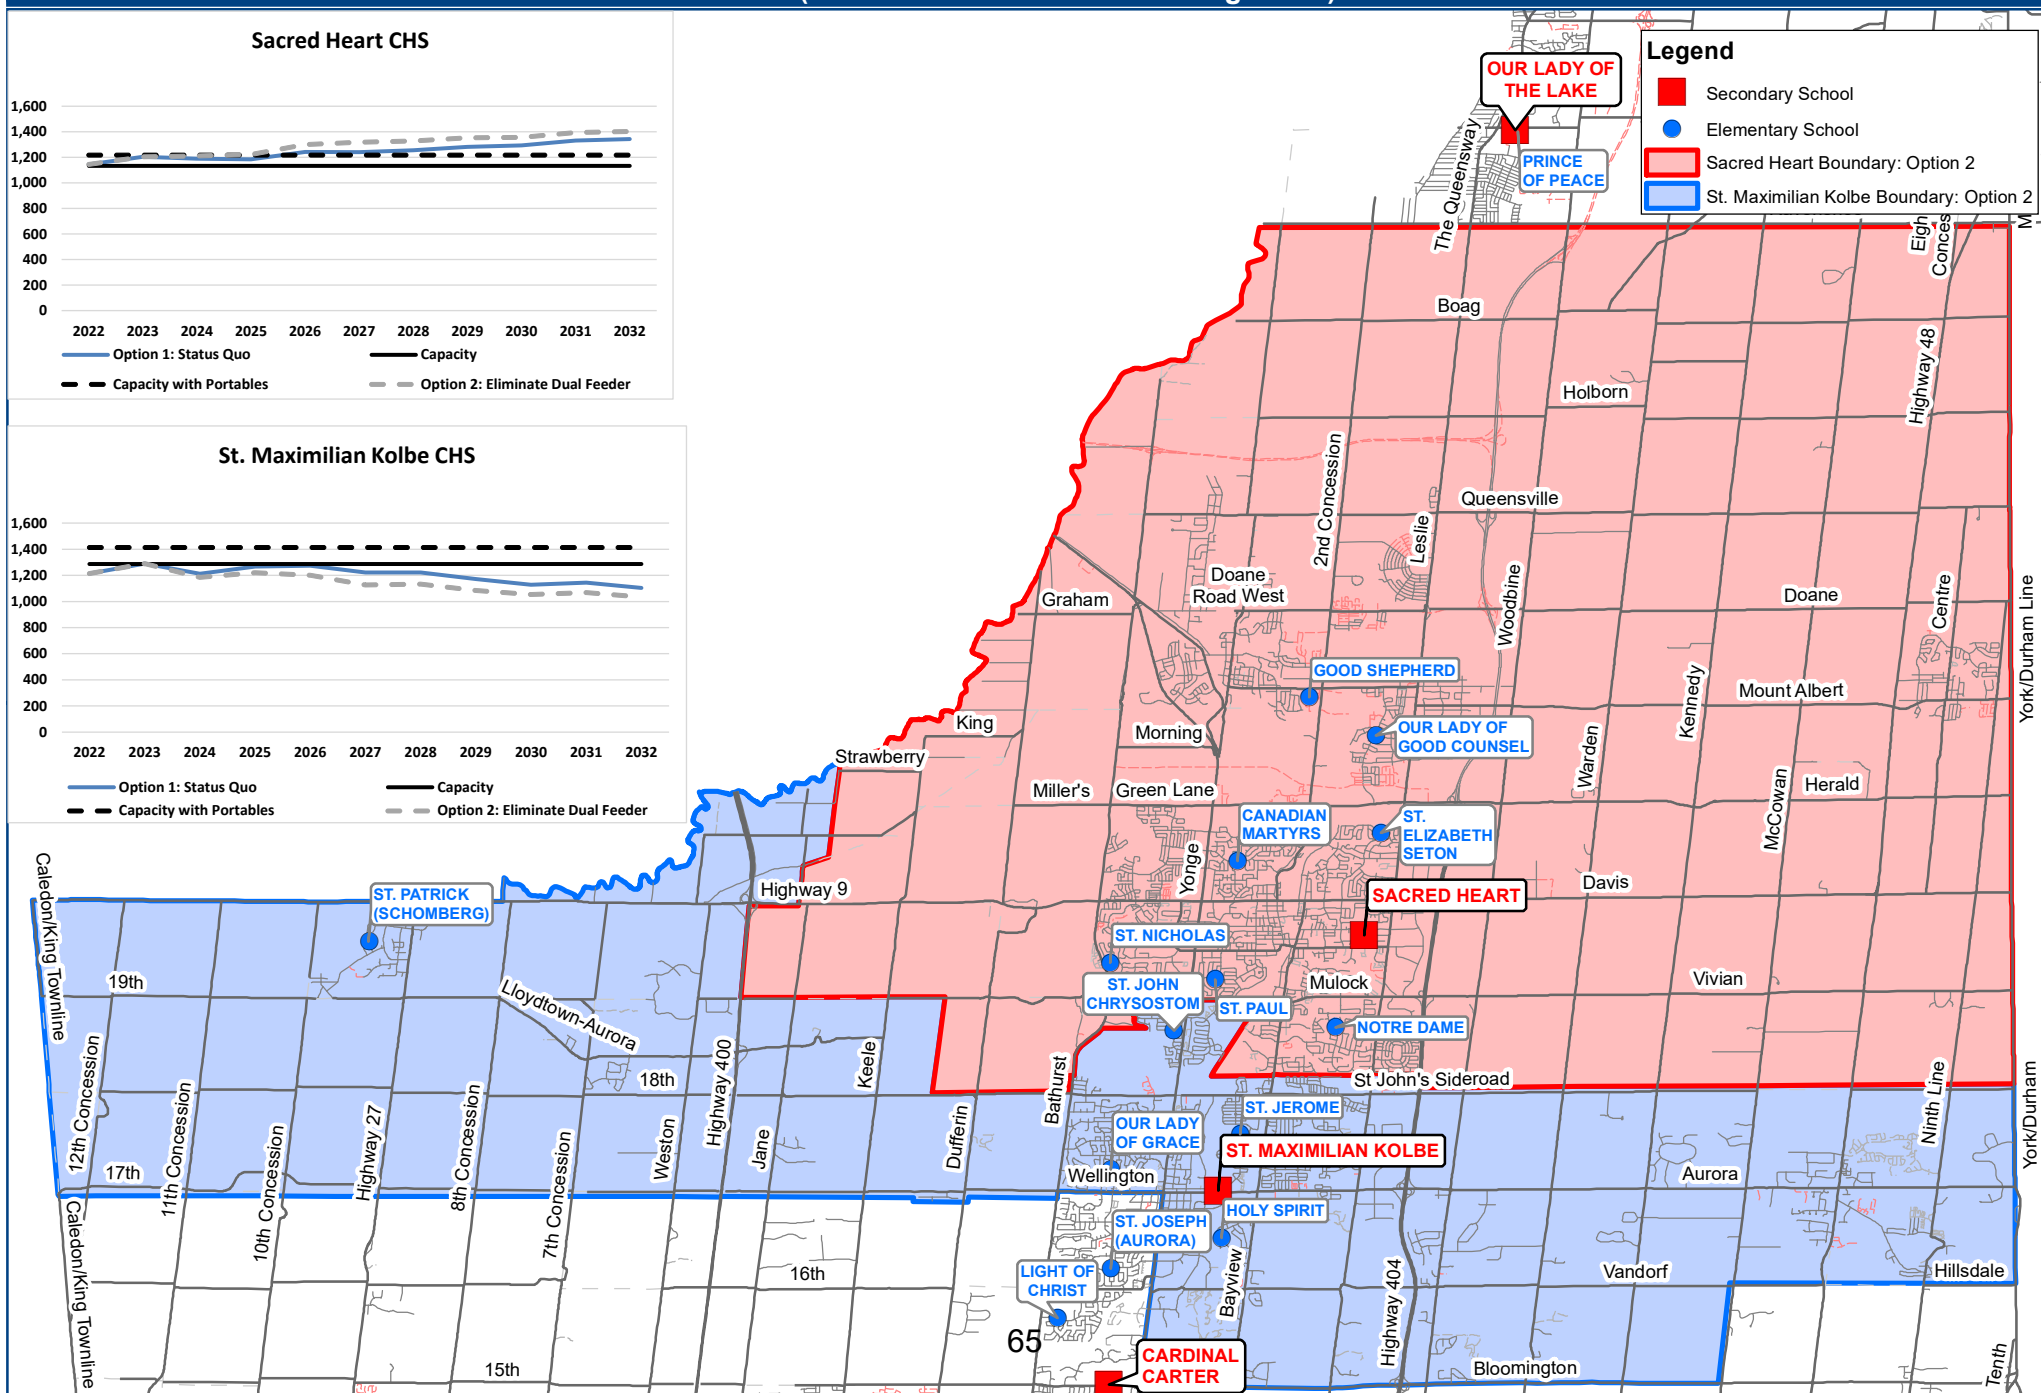 Sacred Heart CHS
1,600
1,400
1,200
1,000
800
600
400
200
0
2022 2023 2024 2025 2026 2027 2028 2029 2030 2031 2032
Option 1: Status Quo
Capacity
Capacity with Portables
Option 2: Eliminate Dual Feeder
St. Maximilian Kolbe CHS
1,600
1,400
1,200
1,000
800
600
400
200
0
2022 2023 2024 2025 2026 2027 2028 2029 2030 2031 2032
Option 1: Status Quo
Capacity
Capacity with Portables
Option 2: Eliminate Dual Feeder
Legend
Secondary School
Elementary School
Sacred Heart Boundary: Option 2
St. Maximilian Kolbe Boundary: Option 2
OUR LADY OF
THE LAKE
PRINCE
OF PEACE
The Queensway
Boag
Highway 48
Holborn
2nd Concession
Queensville
Leslie
Doane
Road West
Graham
Woodbine
Doane
Centre
York/Durham Line
GOOD SHEPHERD
Kennedy
Mount Albert
King
Morning
OUR LADY OF
GOOD COUNSEL
Strawberry
Warden
Miller's
Green Lane
Herald
McCowan
CANADIAN
MARTYRS
ST.
ELIZABETH
SETON
Yonge
Caledon/King Townline
ST. PATRICK
(SCHOMBERG)
Highway 9
SACRED HEART
Davis
ST. NICHOLAS
19th
Lloydtown-Aurora
ST. JOHN
CHRYSOSTOM
Mulock
Vivian
ST. PAUL
NOTRE DAME
12th Concession
11th Concession
10th Concession
Highway 27
8th Concession
7th Concession
18th
Weston
Highway 400
Jane
Keele
Dufferin
Bathurst
St John's Sideroad
Ninth Line
York/Durham
OUR LADY
OF GRACE
ST. JEROME
ST. MAXIMILIAN KOLBE
17th
Wellington
Aurora
HOLY SPIRIT
ST. JOSEPH
(AURORA)
Caledon/King Townline
16th
LIGHT OF
CHRIST
Bayview
Highway 404
Vandorf
Hillsdale
65
15th
CARDINAL
CARTER
Bloomington
Tenth